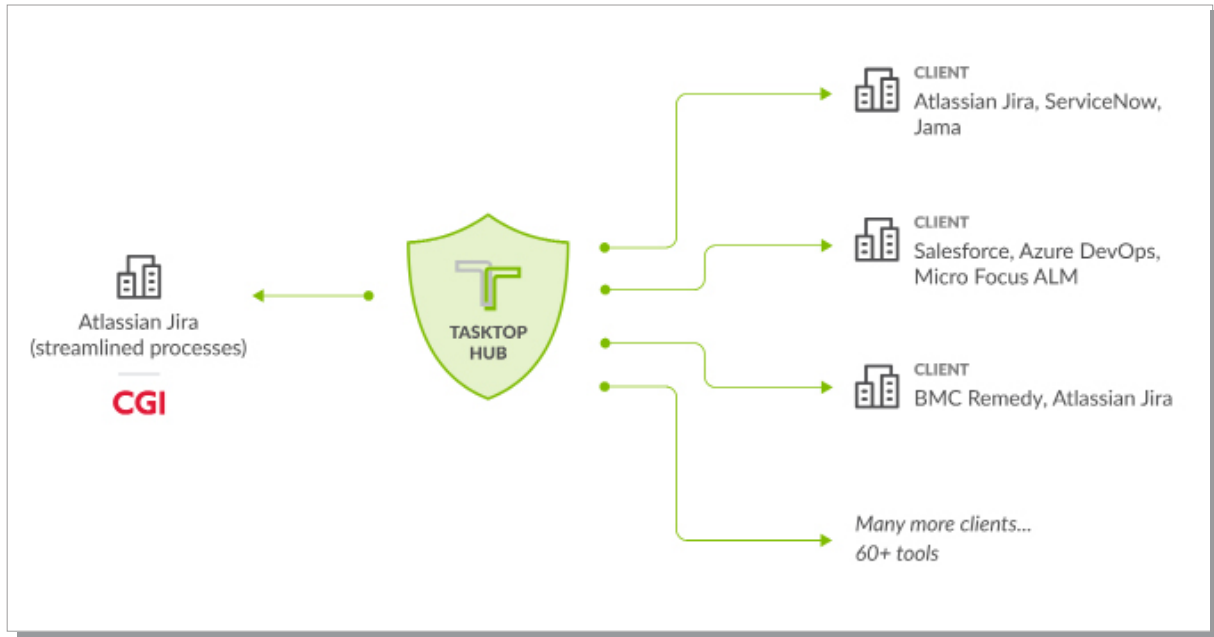 Atlassian Jira
(streamlined processes)
CGI
TASKTOP
HUB
CLIENT
Atlassian Jira, ServiceNow,
Jama
CLIENT
Salesforce, Azure DevOps,
Micro Focus ALM
CLIENT
BMC Remedy, Atlassian Jira
Many more clients...
60+ tools